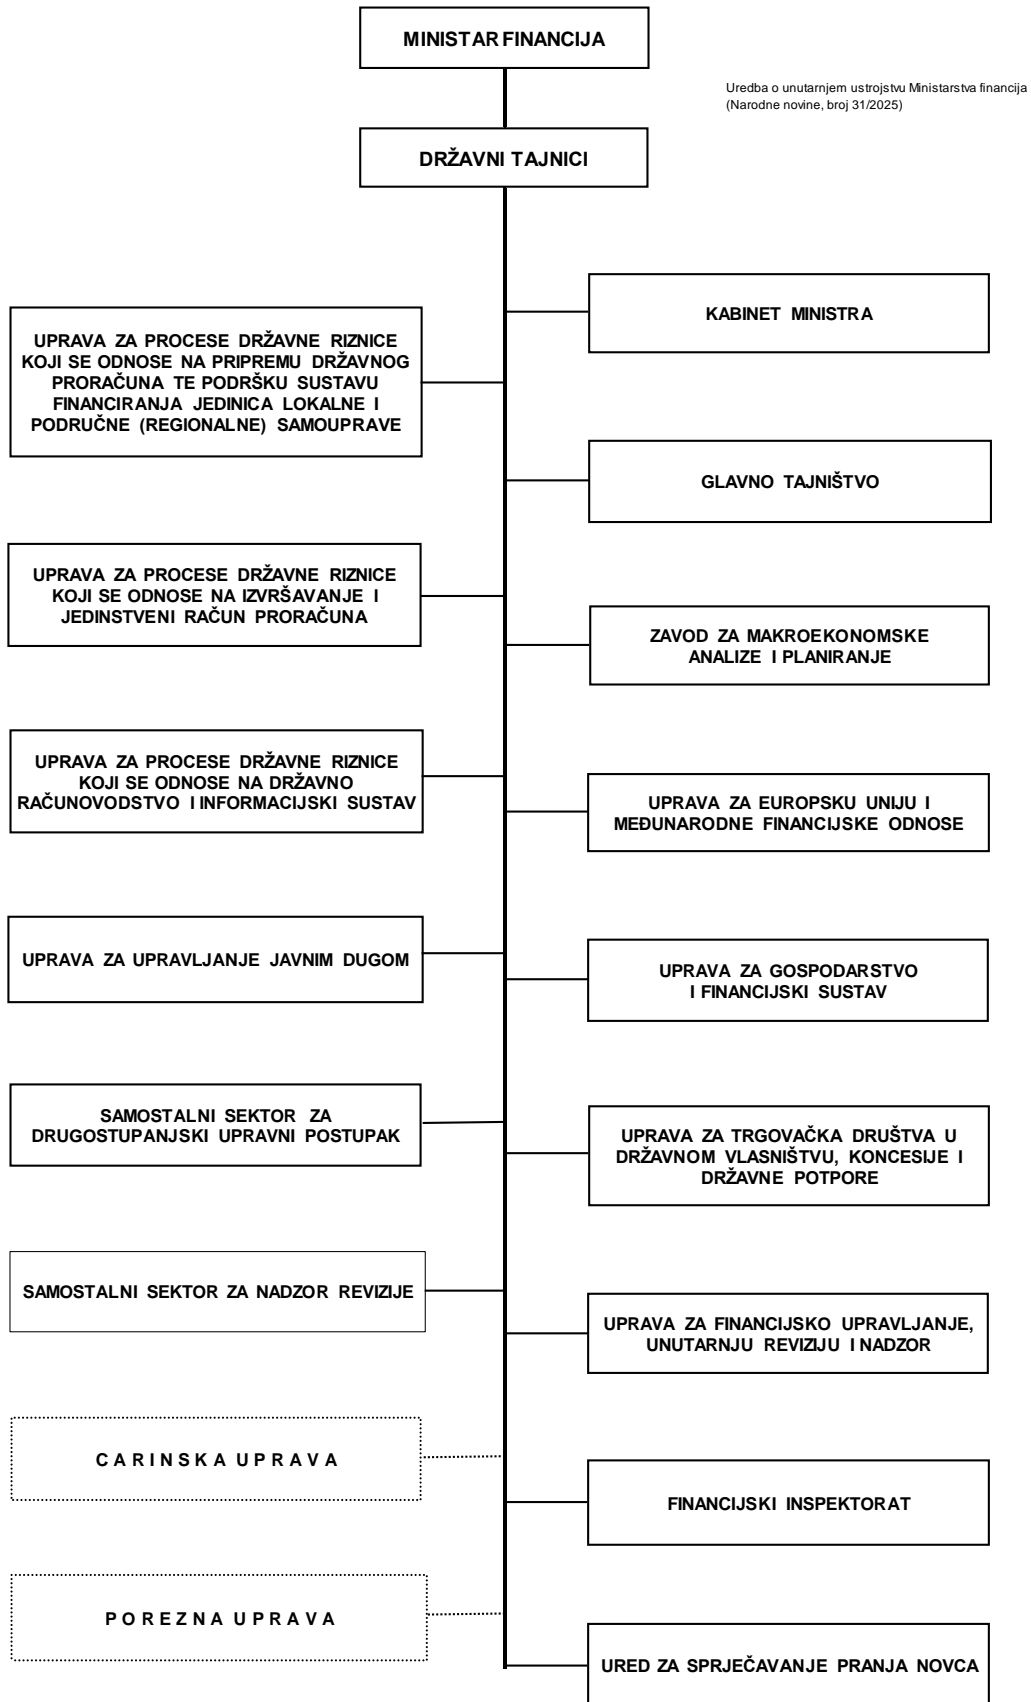 MINISTAR FINANCIJA
Uredba o unutarnjem ustrojstvu Ministarstva financija
(Narodne novine, broj 31/2025)
DRŽAVNI TAJNICI
UPRAVA ZA PROCESE DRŽAVNE RIZNICE
KOJI SE ODNOSE NA PRIPREMU DRŽAVNOG
PRORAČUNA TE PODRŠKU SUSTAVU
FINANCIRANJA JEDINICA LOKALNE I
PODRUČNE (REGIONALNE) SAMOUPRAVE
UPRAVA ZA PROCESE DRŽAVNE RIZNICE
KOJI SE ODNOSE NA IZVRŠAVANJE I
JEDINSTVENI RAČUN PRORAČUNA
UPRAVA ZA PROCESE DRŽAVNE RIZNICE
KOJI SE ODNOSE NA DRŽAVNO
RAČUNOVODSTVO I INFORMACIJSKI SUSTAV
UPRAVA ZA UPRAVLJANJE JAVNIM DUGOM
SAMOSTALNI SEKTOR ZA
DRUGOSTUPANJSKI UPRAVNI POSTUPAK
SAMOSTALNI SEKTOR ZA NADZOR REVIZIJE
C A R I N S K A U P R A V A
P O R E Z N A U P R A V A
KABINET MINISTRA
GLAVNO TAJNIŠTVO
ZAVOD ZA MAKROEKONOMSKE
ANALIZE I PLANIRANJE
UPRAVA ZA EUROPSKU UNIJU I
MEĐUNARODNE FINANCIJSKE ODNOSE
UPRAVA ZA GOSPODARSTVO
I FINANCIJSKI SUSTAV
UPRAVA ZA TRGOVAČKA DRUŠTVA U
DRŽAVNOM VLASNIŠTVU, KONCESIJE I
DRŽAVNE POTPORE
UPRAVA ZA FINANCIJSKO UPRAVLJANJE,
UNUTARNJU REVIZIJU I NADZOR
FINANCIJSKI INSPEKTORAT
URED ZA SPRJEČAVANJE PRANJA NOVCA